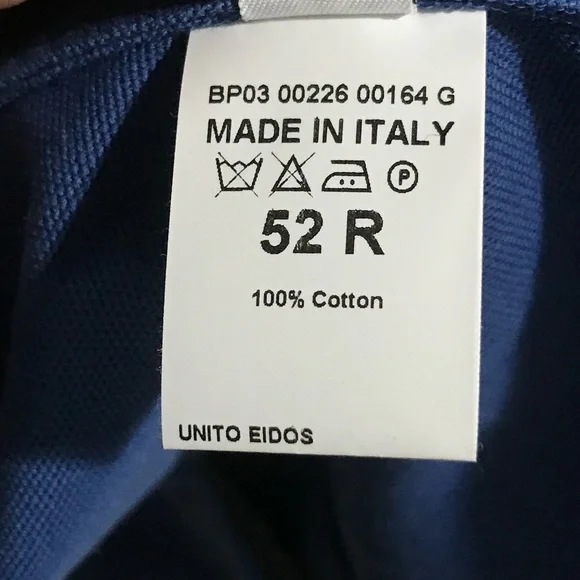 BP03 00226 00164 G
MADE IN ITALY
P
52 R
100% Cotton
UNITO EIDOS